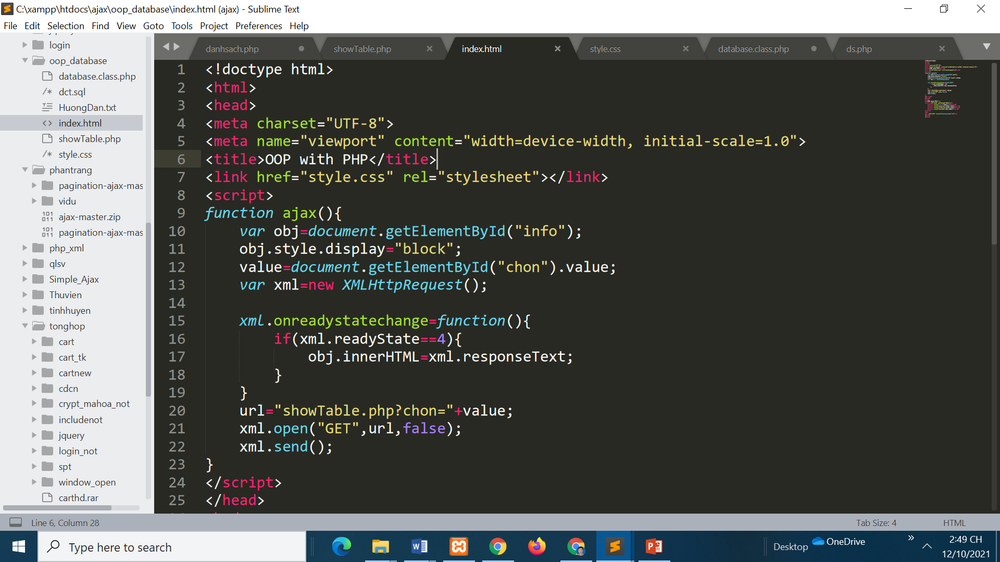 C:\xampp\htdocs\ajax\oop_database\index.html (ajax) - Sublime Text
File Edit Selection Find View Goto Tools Project Preferences Help
login
oop_database
database.class.php
dct.sql
HuongDan.txt
index.html
showTable.php
style.css
phantrang
pagination-ajax-mas
vidu
ajax-master.zip
pagination-ajax-mas
php_xml
qlsv
Simple_Ajax
Thuvien
tinhhuyen
tonghop
cart
cart_tk
cartnew
cdcn
crypt_mahoa_not
includenot
jquery
login_not
spt
window_open
carthd.rar
danhsach.php showTable.php index.html style.css database.class.php ds.php
1 <!doctype html>
2 <html>
3 <head>
4 <meta charset="UTF-8">
5 <meta name="viewport" content="width=device-width, initial-scale=1.0">
6 <title>OOP with PHP</title>
7 <link href="style.css" rel="stylesheet"></link>
8 <script>
9 function ajax(){
10 var obj=document.getElementById("info");
11 obj.style.display="block";
12 value=document.getElementById("chon").value;
13 var xml=new XMLHttpRequest();
14
15 xml.onreadystatechange=function(){
16 if(xml.readyState==4){
17 obj.innerHTML=xml.responseText;
18 }
19 }
20 url="showTable.php?chon="+value;
21 xml.open("GET",url,false);
22 xml.send();
23 }
24 </script>
25 </head>
Line 6, Column 28
Tab Size: 4
HTML
Type here to search
Desktop
OneDrive
2:49 CH
12/10/2021